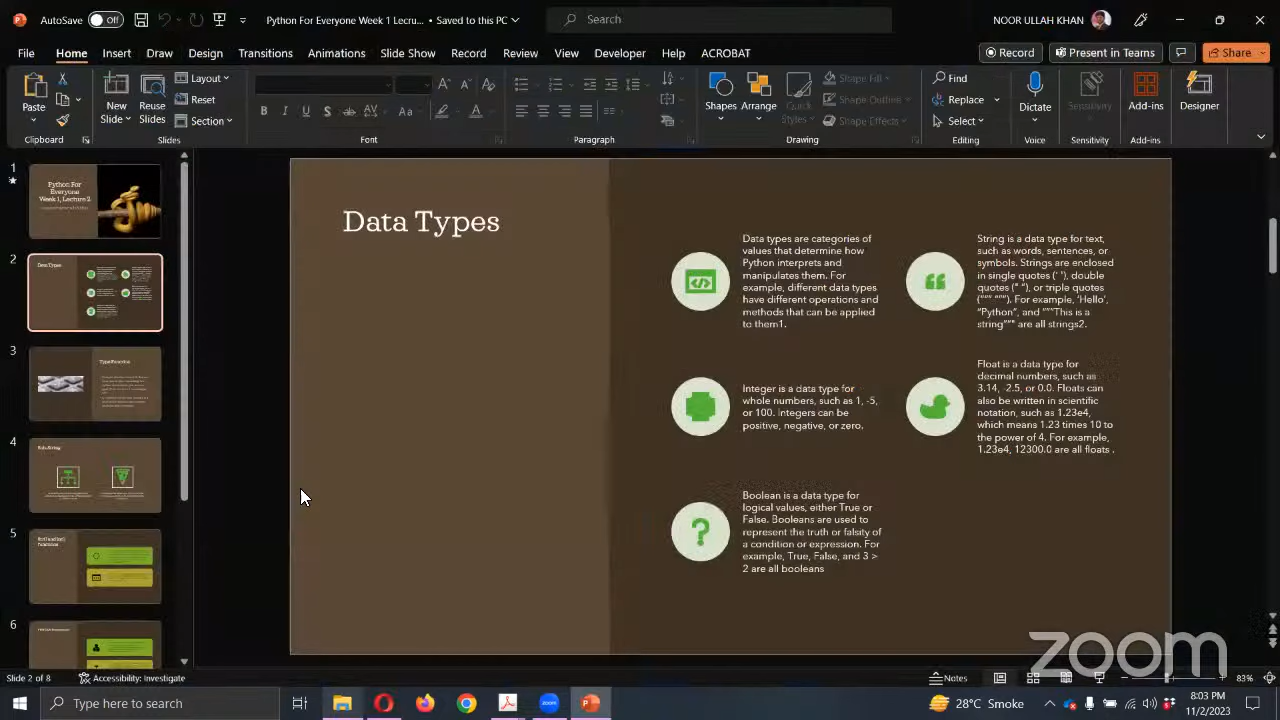 AutoSave Off Python For Everyone Week 1 Lecru... • Saved to this PC Search NOOR ULLAH KHAN
File Home Insert Draw Design Transitions Animations Slide Show Record Review View Developer Help ACROBAT Record Present in Teams Share
Paste
New
Slide
Reuse
Slides
Layout
Reset
Section
Shapes
Arrange
Quick
Styles
Shape Fill
Shape Outline
Shape Effects
Find
Replace
Select
Dictate
Sensitivity
Add-ins
Designer
Clipboard Slides Font Paragraph Drawing Editing Voice Sensitivity Add-ins
1
Python For
Everyone
Week 1, Lecture 2
2
Data Types
3
Type Function
4
Sub-String
5
6
Data Types
Data types are categories of
values that determine how
Python interprets and
manipulates them. For
example, different data types
have different operations and
methods that can be applied
to them1.
String is a data type for text,
such as words, sentences, or
symbols. Strings are enclosed
in single quotes (' '), double
quotes (" "), or triple quotes
(""" """). For example, 'Hello',
"Python", and """This is a
string""" are all strings2.
Integer is a data type for
whole numbers, such as 1, -5,
or 100. Integers can be
positive, negative, or zero.
Float is a data type for
decimal numbers, such as
3.14, -2.5, or 0.0. Floats can
also be written in scientific
notation, such as 1.23e4,
which means 1.23 times 10 to
the power of 4. For example,
1.23e4, 12300.0 are all floats .
Boolean is a data type for
logical values, either True or
False. Booleans are used to
represent the truth or falsity of
a condition or expression. For
example, True, False, and 3 >
2 are all booleans
zoom
Slide 2 of 8 Accessibility: Investigate Notes 83%
Type here to search zoom 28°C Smoke 8:03 PM
11/2/2023